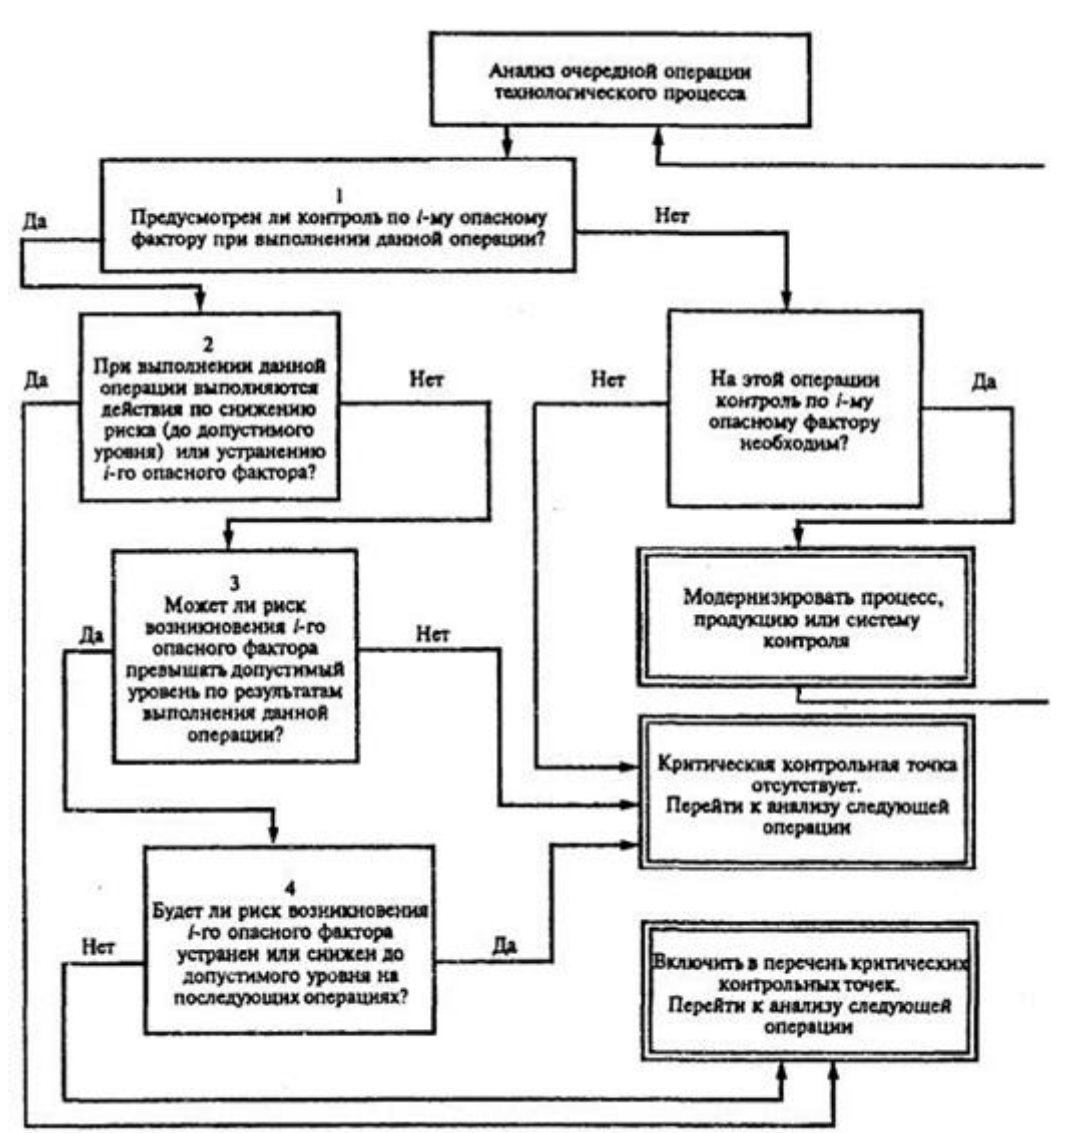 Анализ очередной операции
технологического процесса
1
Предусмотрен ли контроль по i-му опасному
фактору при выполнении данной операции?
Да
Нет
2
При выполнении данной
операции выполняются
действия по снижению
риска (до допустимого
уровня) или устранению
i-го опасного фактора?
Да
Нет
Нет
На этой операции
контроль по i-му
опасному фактору
необходим?
Да
3
Может ли риск
возникновения i-го
опасного фактора
превышать допустимый
уровень по результатам
выполнения данной
операции?
Да
Нет
Модернизировать процесс,
продукцию или систему
контроля
Критическая контрольная точка
отсутствует.
Перейти к анализу следующей
операции
4
Будет ли риск возникновения
i-го опасного фактора
устранен или снижен до
допустимого уровня на
последующих операциях?
Нет
Да
Включить в перечень критических
контрольных точек.
Перейти к анализу следующей
операции